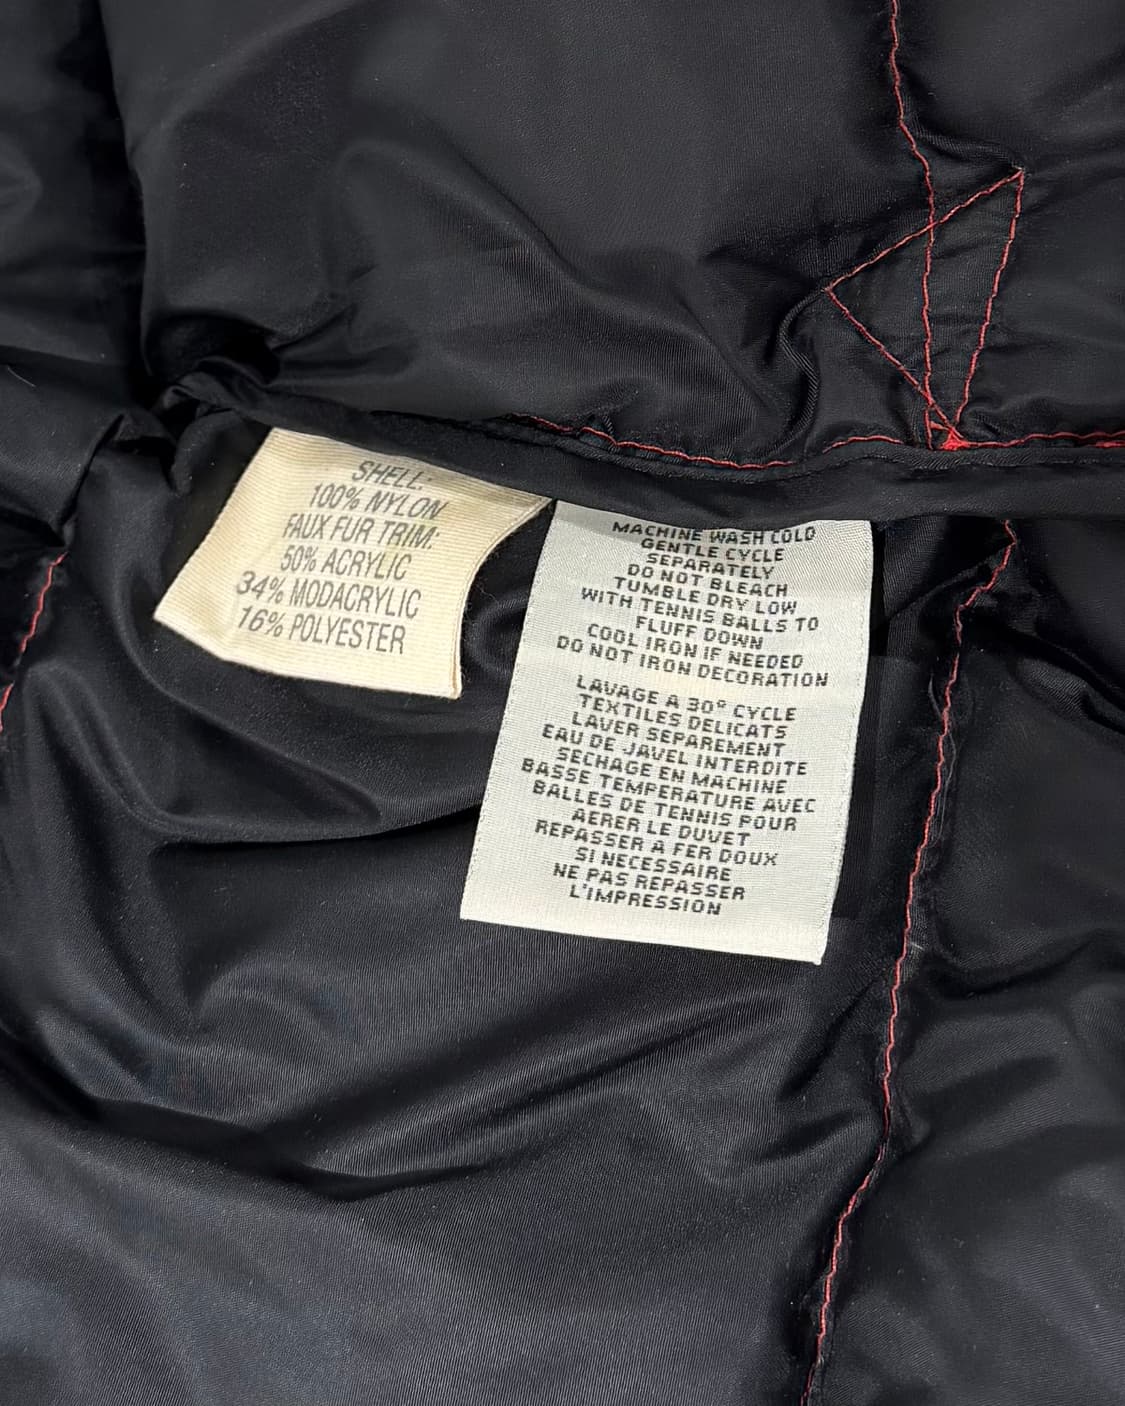 SHELL:
100% NYLON
FAUX FUR TRIM:
50% ACRYLIC
34% MODACRYLIC
16% POLYESTER
MACHINE WASH COLD
GENTLE CYCLE
SEPARATELY
DO NOT BLEACH
TUMBLE DRY LOW
WITH TENNIS BALLS TO
FLUFF DOWN
COOL IRON IF NEEDED
DO NOT IRON DECORATION
LAVAGE A 30° CYCLE
TEXTILES DELICATS
LAVER SEPAREMENT
EAU DE JAVEL INTERDITE
SECHAGE EN MACHINE
BASSE TEMPERATURE AVEC
BALLES DE TENNIS POUR
AERER LE DUVET
REPASSER A FER DOUX
SI NECESSAIRE
NE PAS REPASSER
L'IMPRESSION